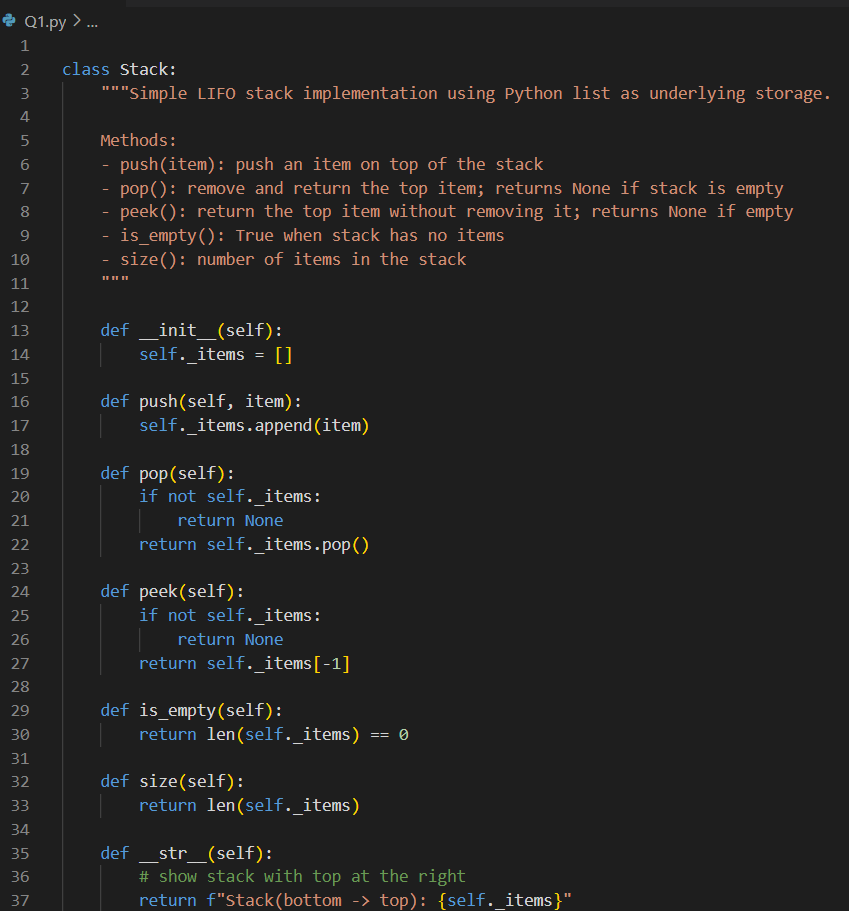 Q1.py > ...
1
2 class Stack:
3 """Simple LIFO stack implementation using Python list as underlying storage.
4
5 Methods:
6 - push(item): push an item on top of the stack
7 - pop(): remove and return the top item; returns None if stack is empty
8 - peek(): return the top item without removing it; returns None if empty
9 - is_empty(): True when stack has no items
10 - size(): number of items in the stack
11 """
12
13 def __init__(self):
14 self._items = []
15
16 def push(self, item):
17 self._items.append(item)
18
19 def pop(self):
20 if not self._items:
21 return None
22 return self._items.pop()
23
24 def peek(self):
25 if not self._items:
26 return None
27 return self._items[-1]
28
29 def is_empty(self):
30 return len(self._items) == 0
31
32 def size(self):
33 return len(self._items)
34
35 def __str__(self):
36 # show stack with top at the right
37 return f"Stack(bottom -> top): {self._items}"